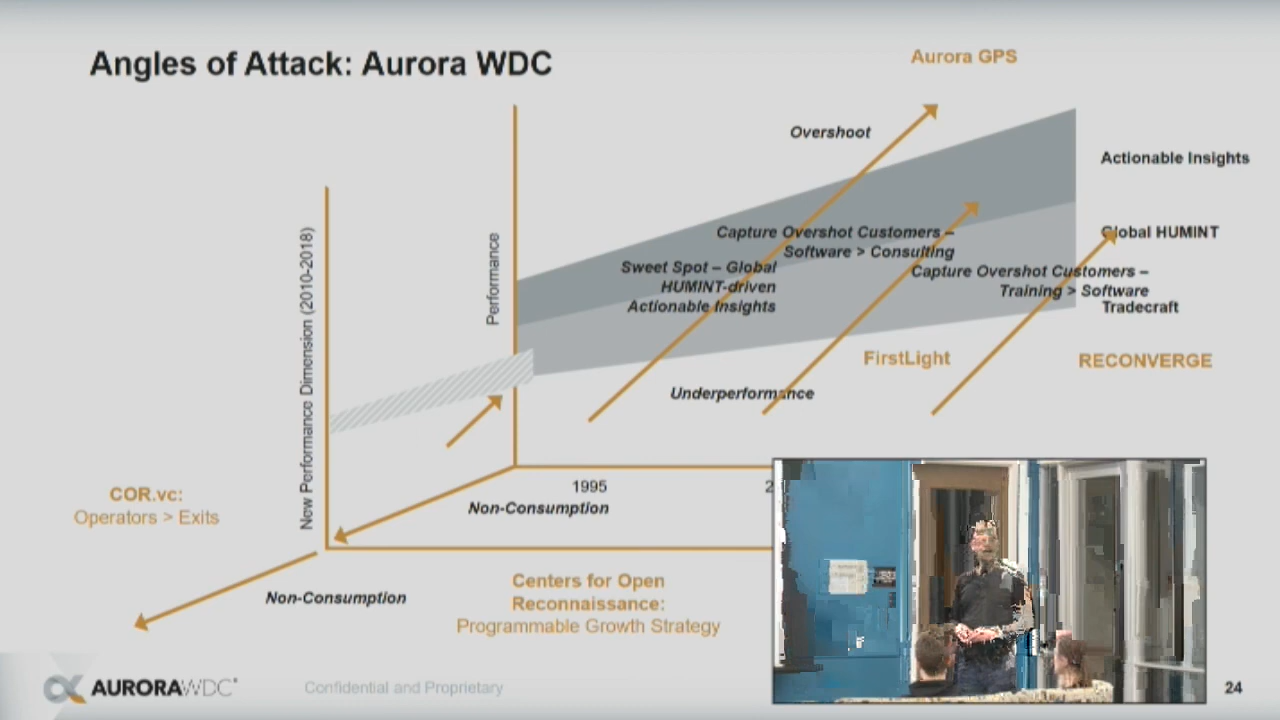 Angles of Attack: Aurora WDC
Aurora GPS
Overshoot
Actionable Insights
Global HUMINT
Tradecraft
Capture Overshot Customers –
Software > Consulting
Sweet Spot – Global
HUMINT-driven
Actionable Insights
Capture Overshot Customers –
Training > Software
Performance
New Performance Dimension (2010-2018)
FirstLight
RECONVERGE
Underperformance
1995
Non-Consumption
COR.vc:
Operators > Exits
Non-Consumption
Centers for Open
Reconnaissance:
Programmable Growth Strategy
AURORAWDC
Confidential and Proprietary
24